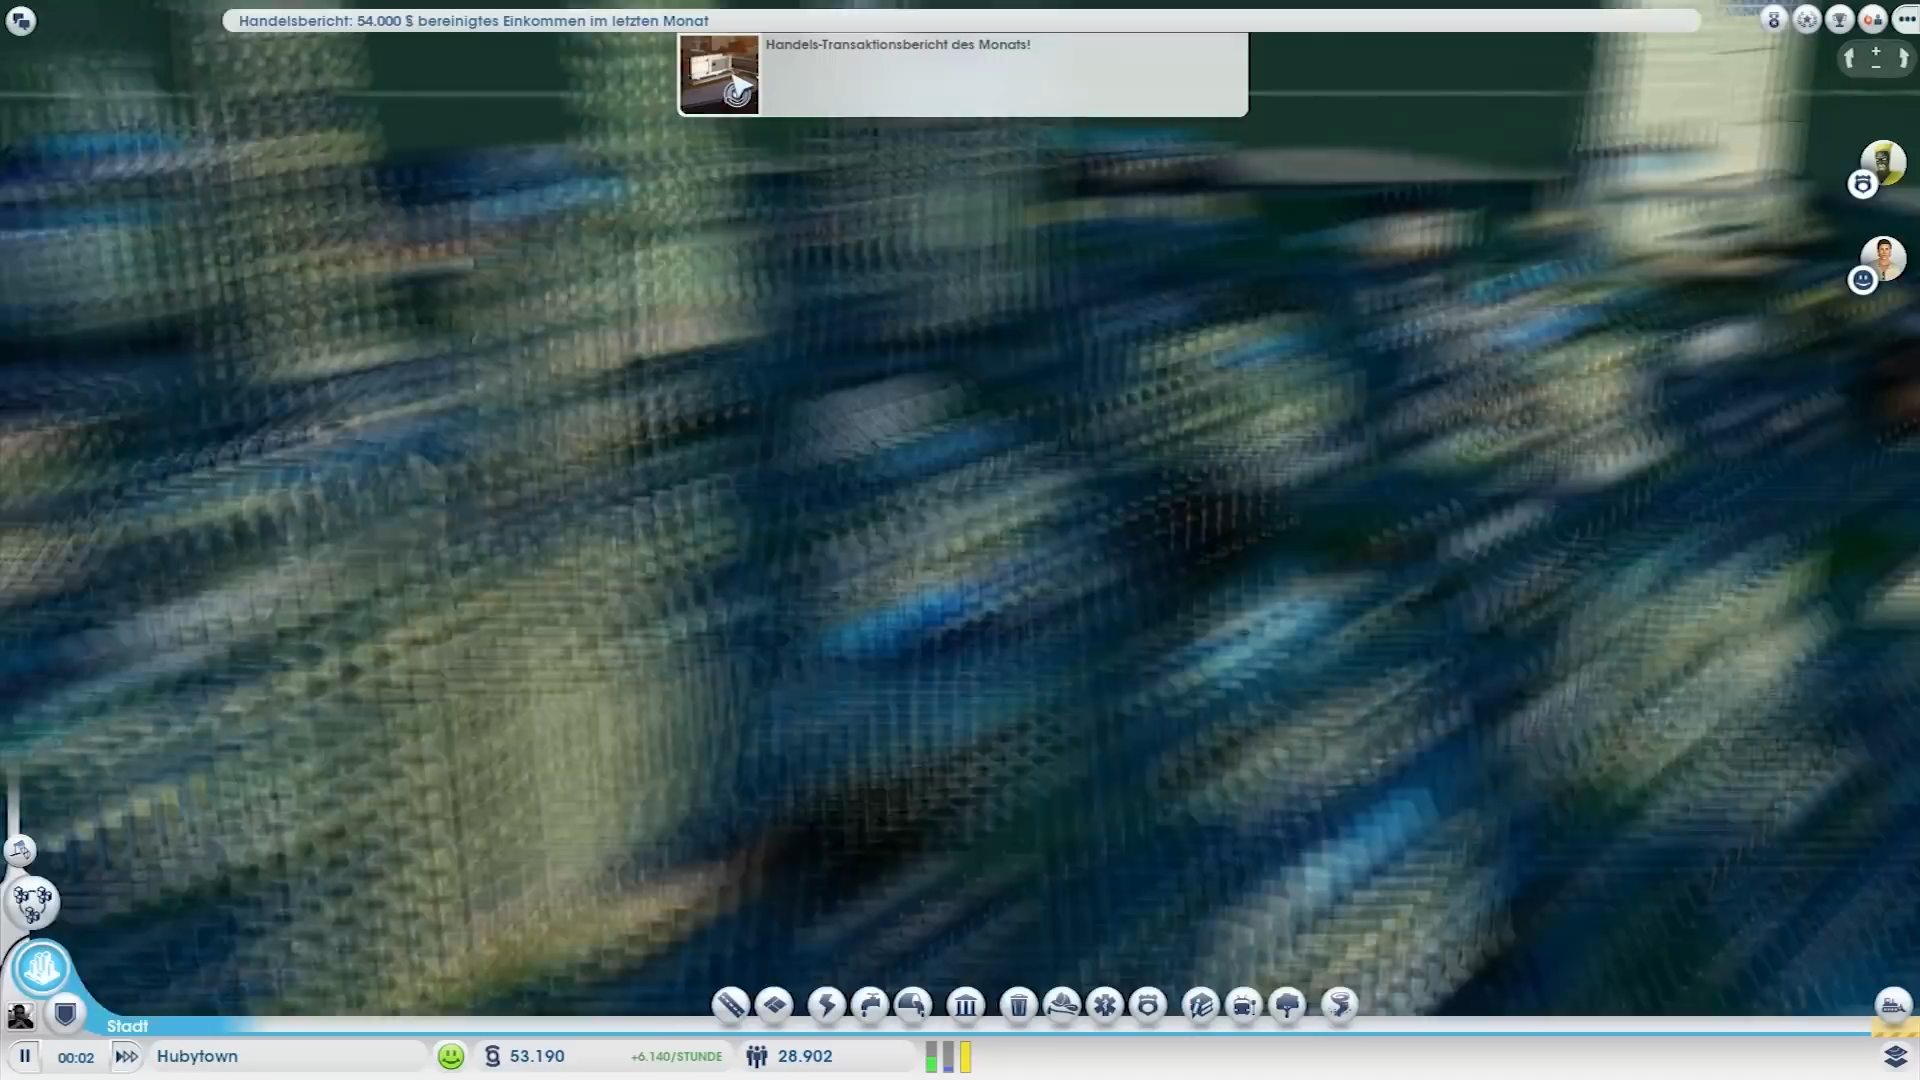 Handelsbericht: 54.000 § bereinigtes Einkommen im letzten Monat
Handels-Transaktionsbericht des Monats!
Stadt
00:02
Hubytown
53.190
+6.140/STUNDE
28.902